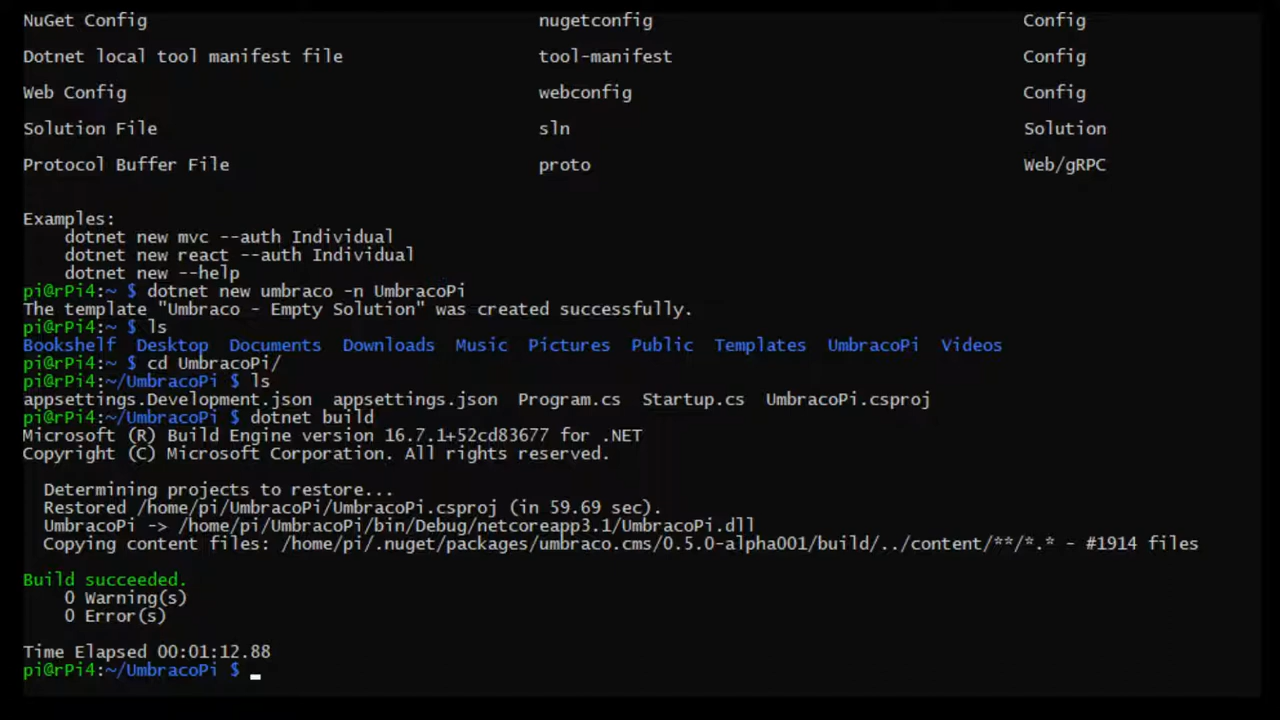 NuGet Config nugetconfig Config
Dotnet local tool manifest file tool-manifest Config
Web Config webconfig Config
Solution File sln Solution
Protocol Buffer File proto Web/gRPC
Examples:
dotnet new mvc --auth Individual
dotnet new react --auth Individual
dotnet new --help
pi@rPi4:~ $ dotnet new umbraco -n UmbracoPi
The template "Umbraco - Empty Solution" was created successfully.
pi@rPi4:~ $ ls
Bookshelf Desktop Documents Downloads Music Pictures Public Templates UmbracoPi Videos
pi@rPi4:~ $ cd UmbracoPi/
pi@rPi4:~/UmbracoPi $ ls
appsettings.Development.json appsettings.json Program.cs Startup.cs UmbracoPi.csproj
pi@rPi4:~/UmbracoPi $ dotnet build
Microsoft (R) Build Engine version 16.7.1+52cd83677 for .NET
Copyright (C) Microsoft Corporation. All rights reserved.
Determining projects to restore...
Restored /home/pi/UmbracoPi/UmbracoPi.csproj (in 59.69 sec).
UmbracoPi -> /home/pi/UmbracoPi/bin/Debug/netcoreapp3.1/UmbracoPi.dll
Copying content files: /home/pi/.nuget/packages/umbraco.cms/0.5.0-alpha001/build/../content/**/*.* - #1914 files
Build succeeded.
0 Warning(s)
0 Error(s)
Time Elapsed 00:01:12.88
pi@rPi4:~/UmbracoPi $